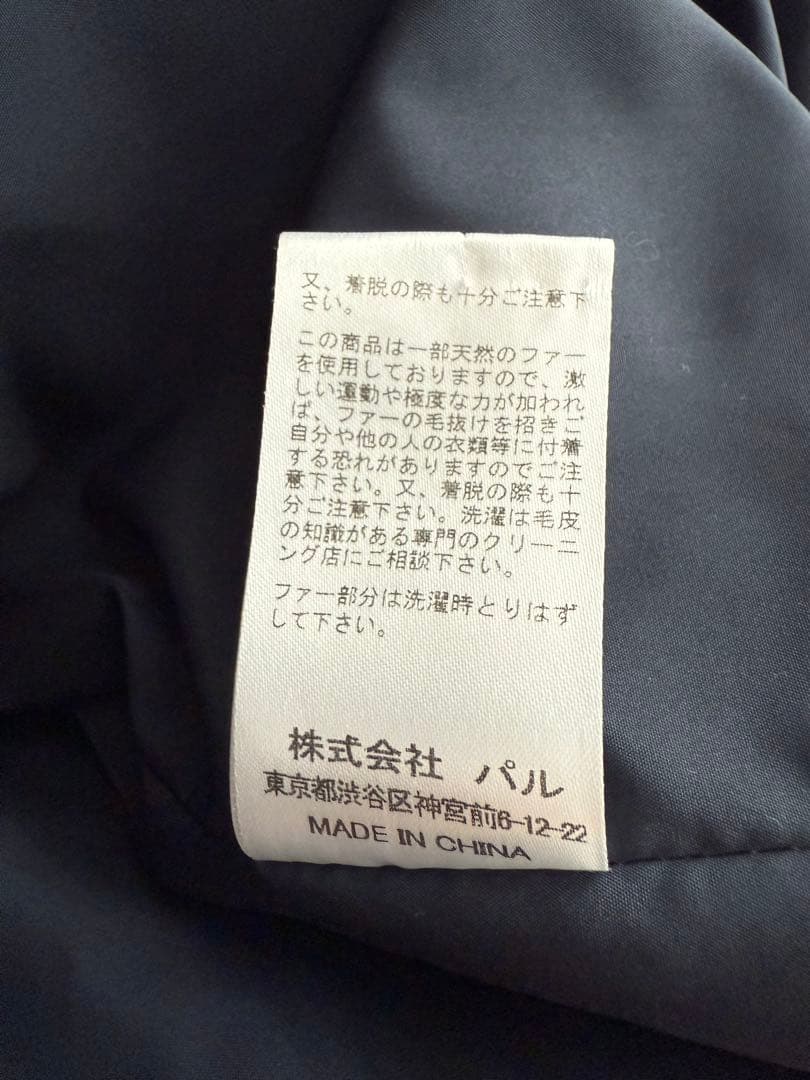 又、着脱の際も十分ご注意下
さい。
この商品は一部天然のファー
を使用しておりますので、激
しい運動や極度な力が加われ
ば、ファーの毛抜けを招きご
自分や他の人の衣類等に付着
する恐れがありますのでご注
意下さい。又、着脱の際も十
分ご注意下さい。洗濯は毛皮
の知識がある専門のクリーニ
ング店にご相談下さい。
ファー部分は洗濯時とりはず
して下さい。
株式会社 パル
東京都渋谷区神宮前6-12-22
MADE IN CHINA